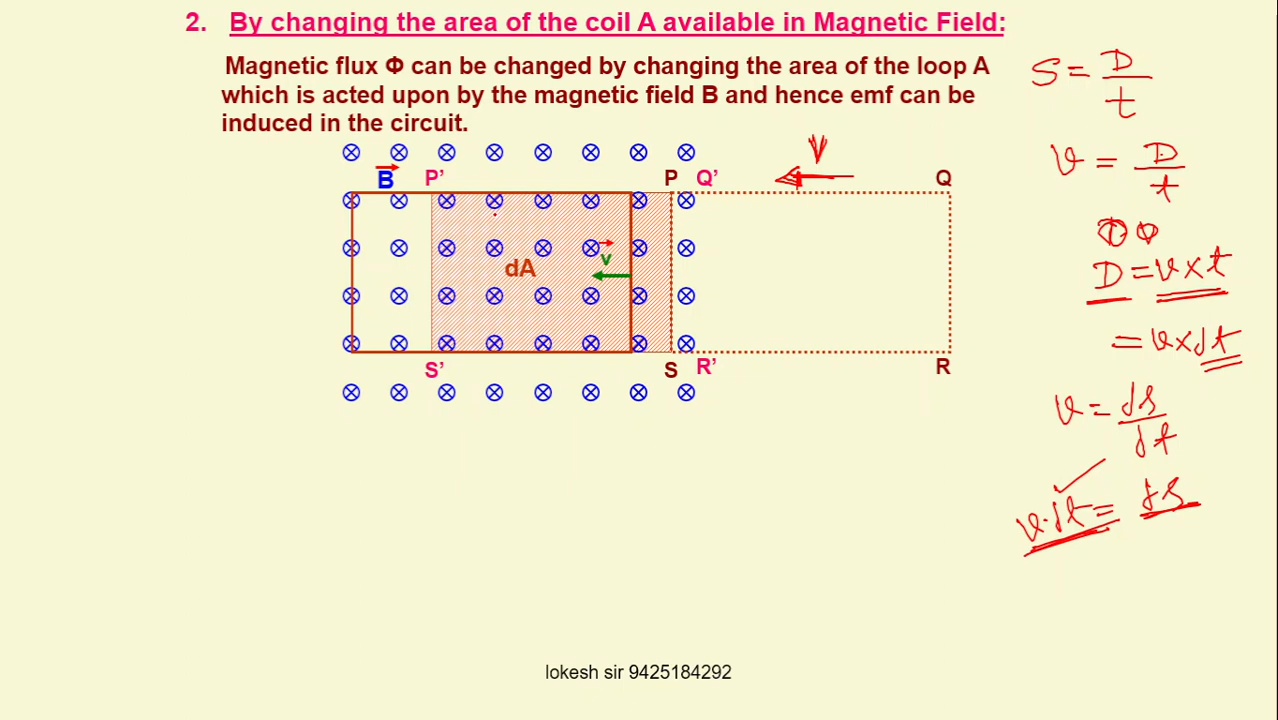 2. By changing the area of the coil A available in Magnetic Field:
Magnetic flux Φ can be changed by changing the area of the loop A
which is acted upon by the magnetic field B and hence emf can be
induced in the circuit.
B P' P Q' V Q
dA v
S' S R' R
S = D/t
v = D/t
D = v×t
= v×dt
v = ds/dt
v·dt = ds
lokesh sir 9425184292